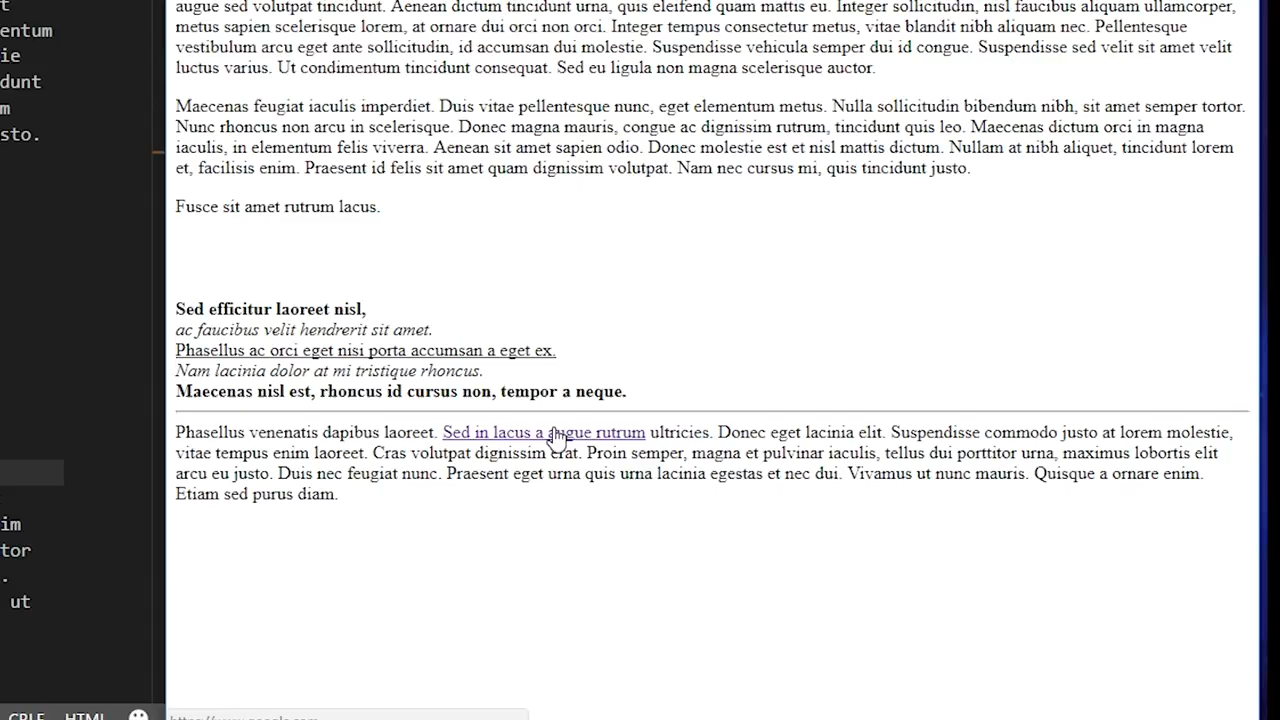 t
entum
ie
dunt
m
sto.
im
tor
.
ut
CRLF HTML
augue sed volutpat tincidunt. Aenean dictum tincidunt urna, quis eleifend quam mattis eu. Integer sollicitudin, nisl faucibus aliquam ullamcorper,
metus sapien scelerisque lorem, at ornare dui orci non orci. Integer tempus consectetur metus, vitae blandit nibh aliquam nec. Pellentesque
vestibulum arcu eget ante sollicitudin, id accumsan dui molestie. Suspendisse vehicula semper dui id congue. Suspendisse sed velit sit amet velit
luctus varius. Ut condimentum tincidunt consequat. Sed eu ligula non magna scelerisque auctor.
Maecenas feugiat iaculis imperdiet. Duis vitae pellentesque nunc, eget elementum metus. Nulla sollicitudin bibendum nibh, sit amet semper tortor.
Nunc rhoncus non arcu in scelerisque. Donec magna mauris, congue ac dignissim rutrum, tincidunt quis leo. Maecenas dictum orci in magna
iaculis, in elementum felis viverra. Aenean sit amet sapien odio. Donec molestie est et nisl mattis dictum. Nullam at nibh aliquet, tincidunt lorem
et, facilisis enim. Praesent id felis sit amet quam dignissim volutpat. Nam nec cursus mi, quis tincidunt justo.
Fusce sit amet rutrum lacus.
Sed efficitur laoreet nisl,
ac faucibus velit hendrerit sit amet.
Phasellus ac orci eget nisi porta accumsan a eget ex.
Nam lacinia dolor at mi tristique rhoncus.
Maecenas nisl est, rhoncus id cursus non, tempor a neque.
Phasellus venenatis dapibus laoreet. Sed in lacus a augue rutrum ultricies. Donec eget lacinia elit. Suspendisse commodo justo at lorem molestie,
vitae tempus enim laoreet. Cras volutpat dignissim erat. Proin semper, magna et pulvinar iaculis, tellus dui porttitor urna, maximus lobortis elit
arcu eu justo. Duis nec feugiat nunc. Praesent eget urna quis urna lacinia egestas et nec dui. Vivamus ut nunc mauris. Quisque a ornare enim.
Etiam sed purus diam.
https://www.google.com